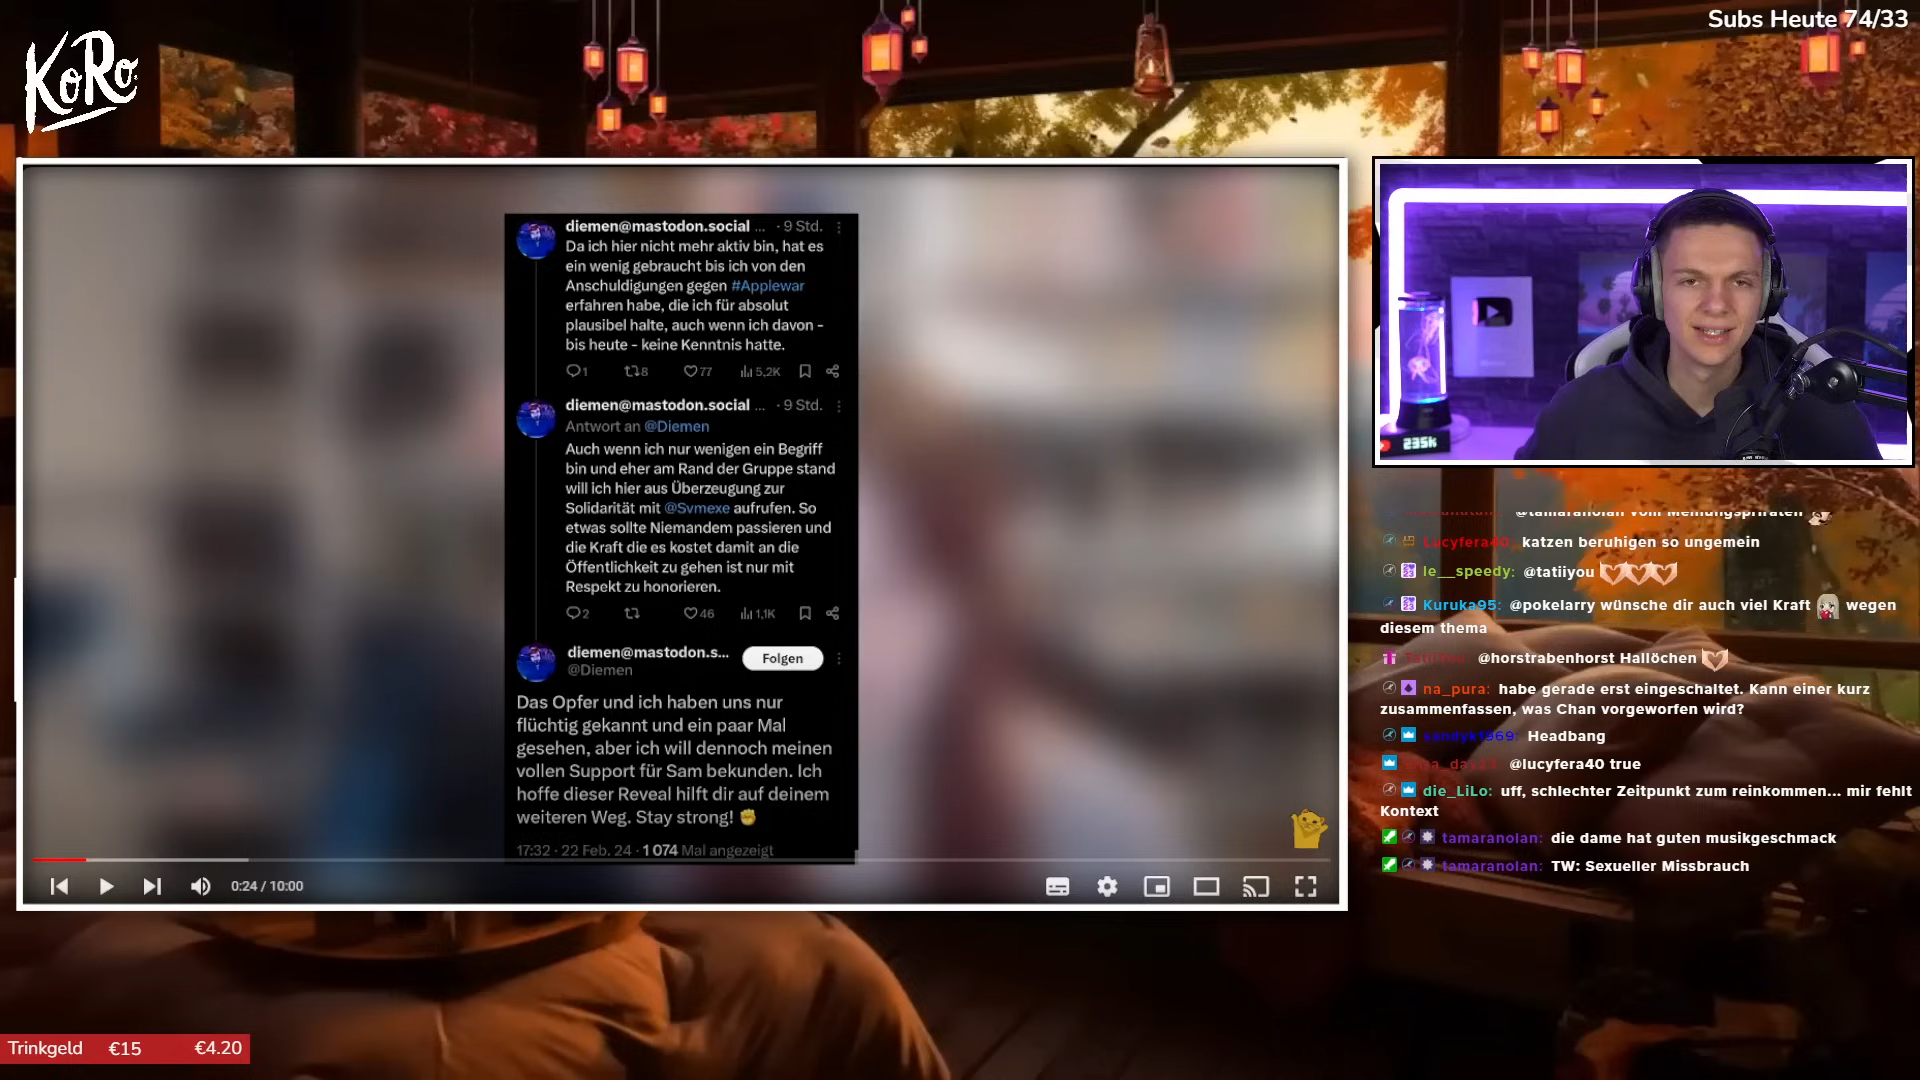 Subs Heute 74/33
KoRo
diemen@mastodon.social ... · 9 Std.
Da ich hier nicht mehr aktiv bin, hat es
ein wenig gebraucht bis ich von den
Anschuldigungen gegen #Applewar
erfahren habe, die ich für absolut
plausibel halte, auch wenn ich davon -
bis heute - keine Kenntnis hatte.
1 8 77 5,2K
diemen@mastodon.social ... · 9 Std.
Antwort an @Diemen
Auch wenn ich nur wenigen ein Begriff
bin und eher am Rand der Gruppe stand
will ich hier aus Überzeugung zur
Solidarität mit @Svmexe aufrufen. So
etwas sollte Niemandem passieren und
die Kraft die es kostet damit an die
Öffentlichkeit zu gehen ist nur mit
Respekt zu honorieren.
2 46 1,1K
diemen@mastodon.s... Folgen
@Diemen
Das Opfer und ich haben uns nur
flüchtig gekannt und ein paar Mal
gesehen, aber ich will dennoch meinen
vollen Support für Sam bekunden. Ich
hoffe dieser Reveal hilft dir auf deinem
weiteren Weg. Stay strong! ✊
17:32 · 22 Feb. 24 · 1 074 Mal angezeigt
0:24 / 10:00
235k
@tamaranolan vom Meinungspriraten
Lucyfera40: katzen beruhigen so ungemein
le__speedy: @tatiiyou
Kuruka95: @pokelarry wünsche dir auch viel Kraft wegen
diesem thema
@horstrabenhorst Hallöchen
na_pura: habe gerade erst eingeschaltet. Kann einer kurz
zusammenfassen, was Chan vorgeworfen wird?
Headbang
@lucyfera40 true
die_LiLo: uff, schlechter Zeitpunkt zum reinkommen... mir fehlt
Kontext
tamaranolan: die dame hat guten musikgeschmack
tamaranolan: TW: Sexueller Missbrauch
Trinkgeld €15 €4.20